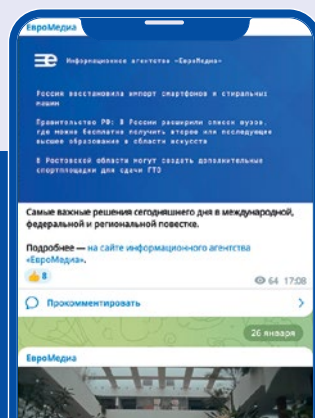 ЕвроМедиа
Информационное агентство «ЕвроМедиа»
Россия восстановила импорт смартфонов и стиральных
машин
Правительство РФ: В России расширили список вузов,
где можно бесплатно получить второе или последующее
высшее образование в области искусств
В Ростовской области могут создать дополнительные
спортплощадки для сдачи ГТО
Самые важные решения сегодняшнего дня в международной,
федеральной и региональной повестке.
Подробнее — на сайте информационного агентства
«ЕвроМедиа».
8
64 17:08
Прокомментировать
26 января
ЕвроМедиа